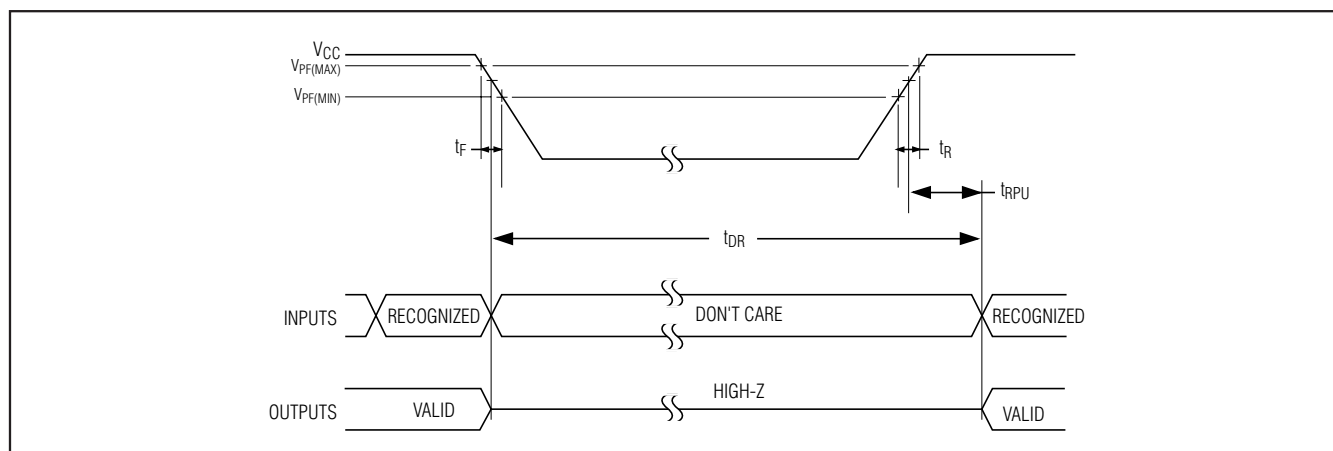 VCC
VPF(MAX)
VPF(MIN)
tF
tR
tRPU
tDR
INPUTS RECOGNIZED DON'T CARE RECOGNIZED
HIGH-Z
OUTPUTS VALID VALID